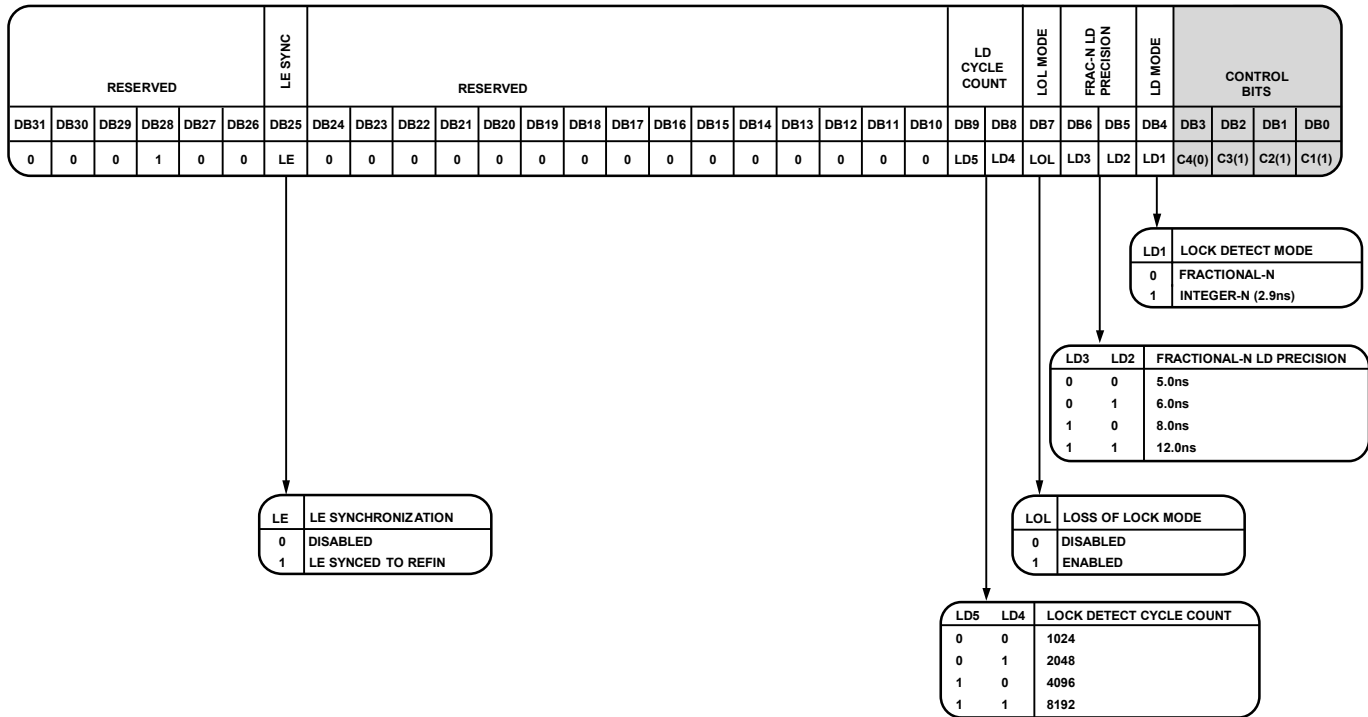 RESERVED
LE SYNC
RESERVED
LD
CYCLE
COUNT
LOL MODE
FRAC-N LD
PRECISION
LD MODE
CONTROL
BITS
DB31 DB30 DB29 DB28 DB27 DB26 DB25 DB24 DB23 DB22 DB21 DB20 DB19 DB18 DB17 DB16 DB15 DB14 DB13 DB12 DB11 DB10 DB9 DB8 DB7 DB6 DB5 DB4 DB3 DB2 DB1 DB0
0 0 0 1 0 0 LE 0 0 0 0 0 0 0 0 0 0 0 0 0 0 0 LD5 LD4 LOL LD3 LD2 LD1 C4(0) C3(1) C2(1) C1(1)
LD1 LOCK DETECT MODE
0 FRACTIONAL-N
1 INTEGER-N (2.9ns)
LD3 LD2 FRACTIONAL-N LD PRECISION
0 0 5.0ns
0 1 6.0ns
1 0 8.0ns
1 1 12.0ns
LE LE SYNCHRONIZATION
0 DISABLED
1 LE SYNCED TO REFIN
LOL LOSS OF LOCK MODE
0 DISABLED
1 ENABLED
LD5 LD4 LOCK DETECT CYCLE COUNT
0 0 1024
0 1 2048
1 0 4096
1 1 8192